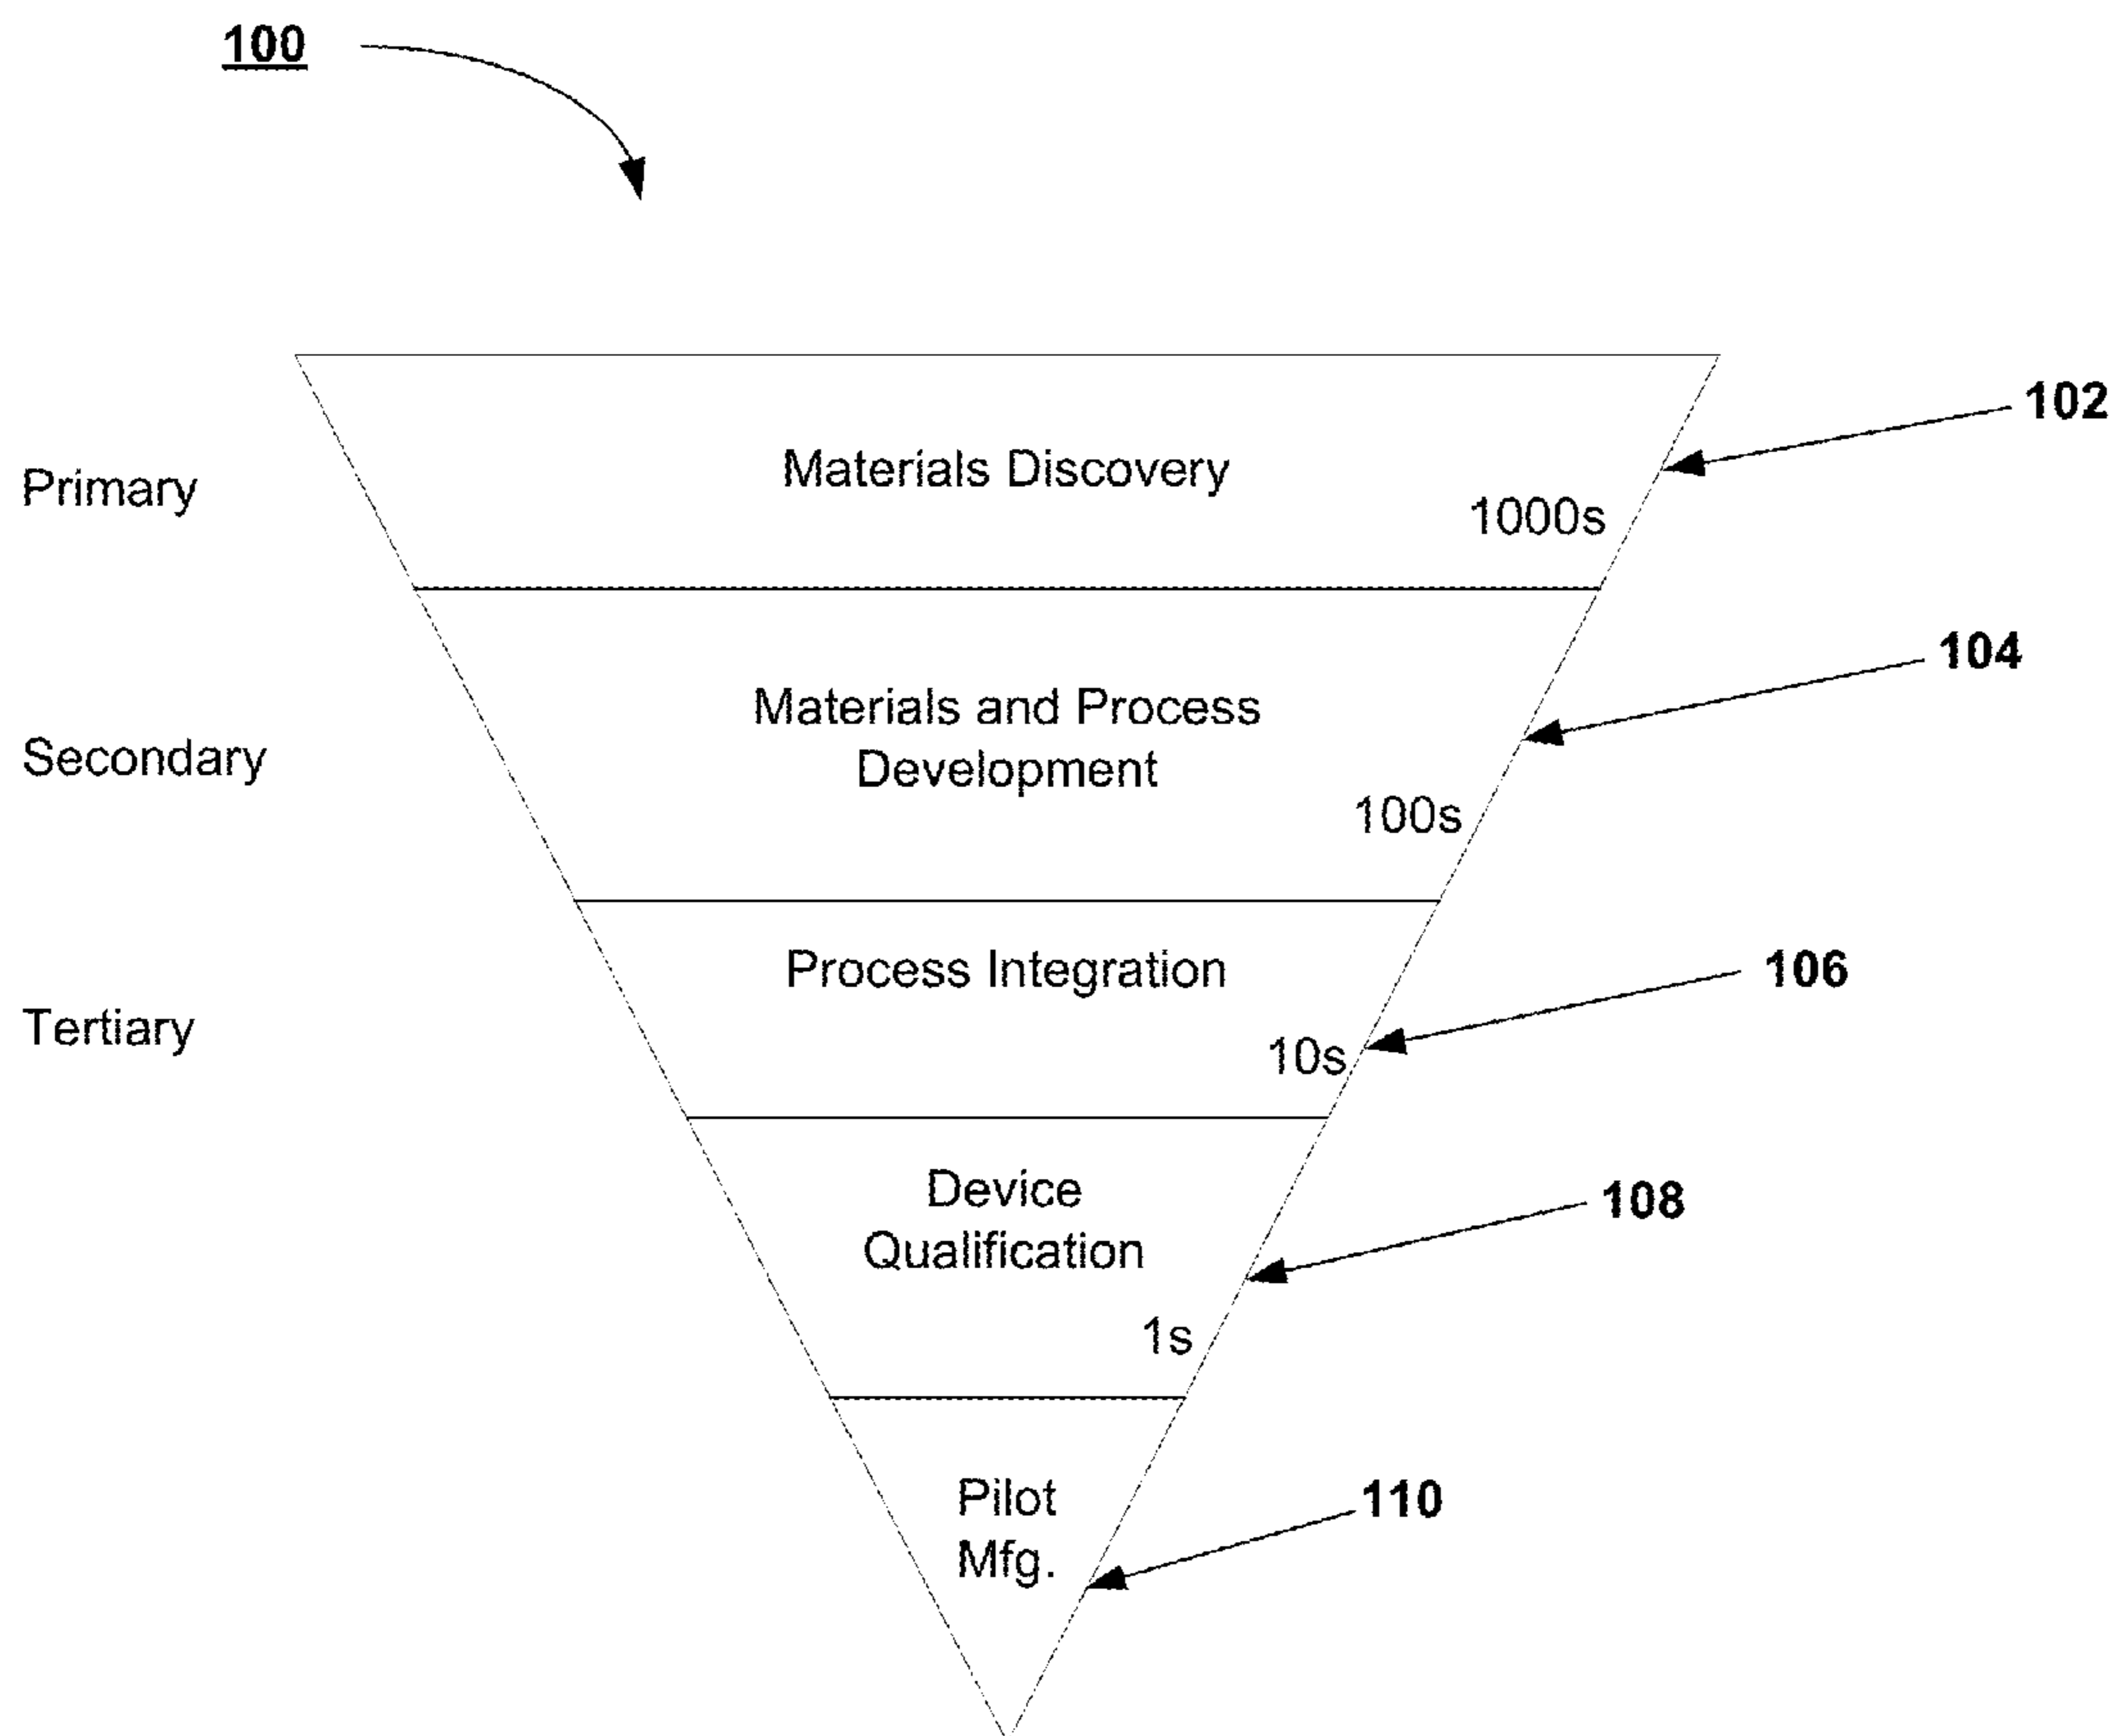 100
102
Materials Discovery
Primary
1000s
104
Materials and Process
Secondary
Development
100s
Process Integration
106
Tertiary
10s
Device
108
Qualification
1s
Pilot
110
Mfg.